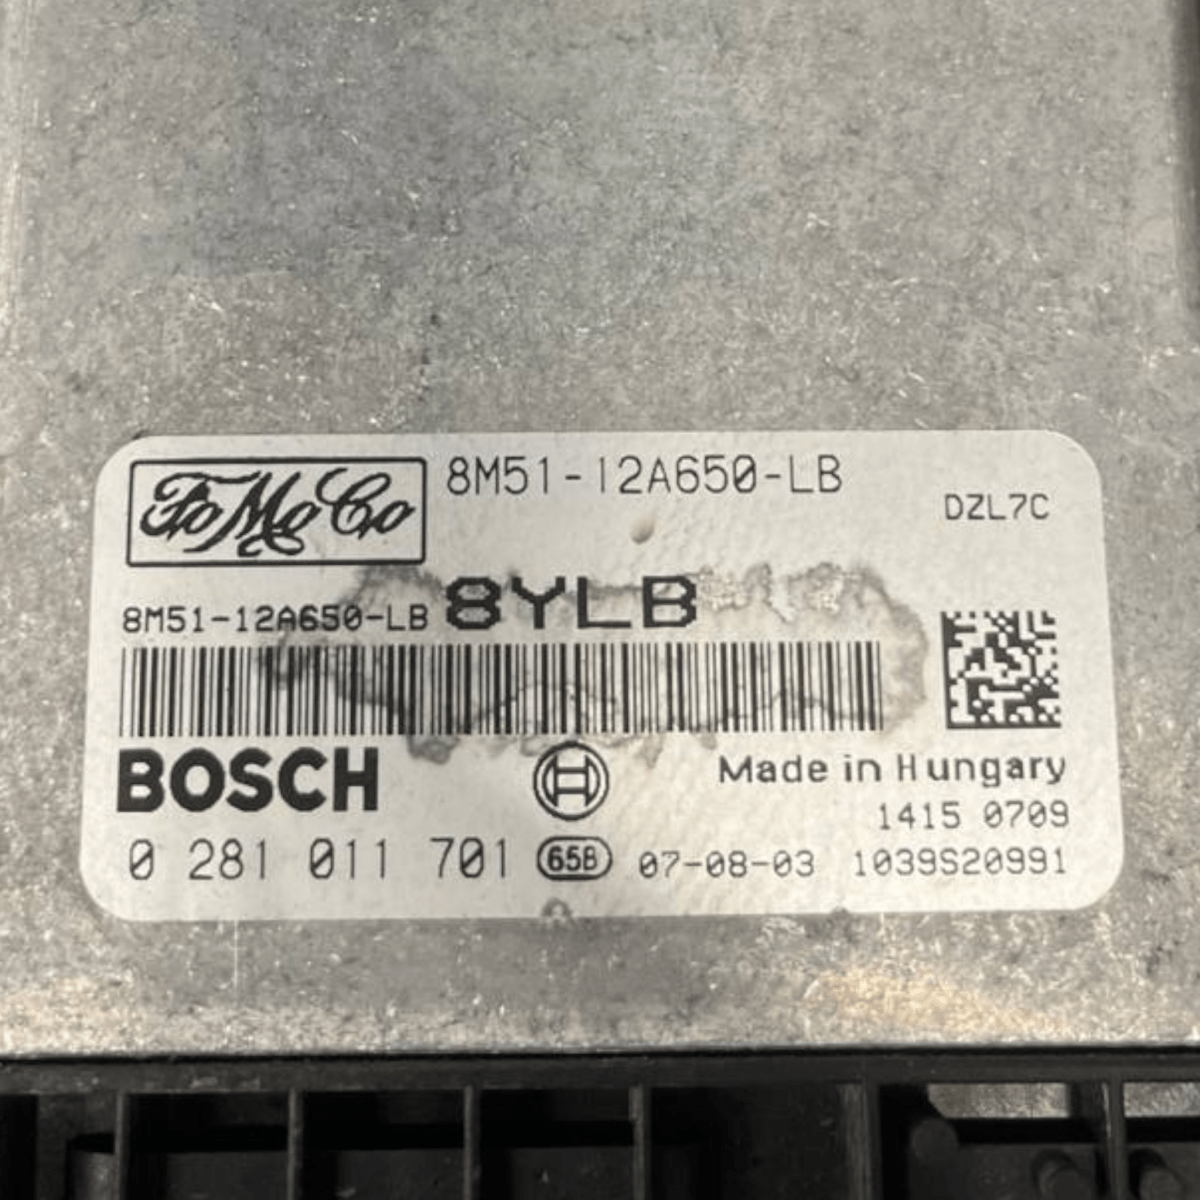 FoMoCo
8M51-12A650-LB
DZL7C
8M51-12A650-LB 8YLB
BOSCH
Made in Hungary
1415 0709
0 281 011 701 65B 07-08-03 1039S20991